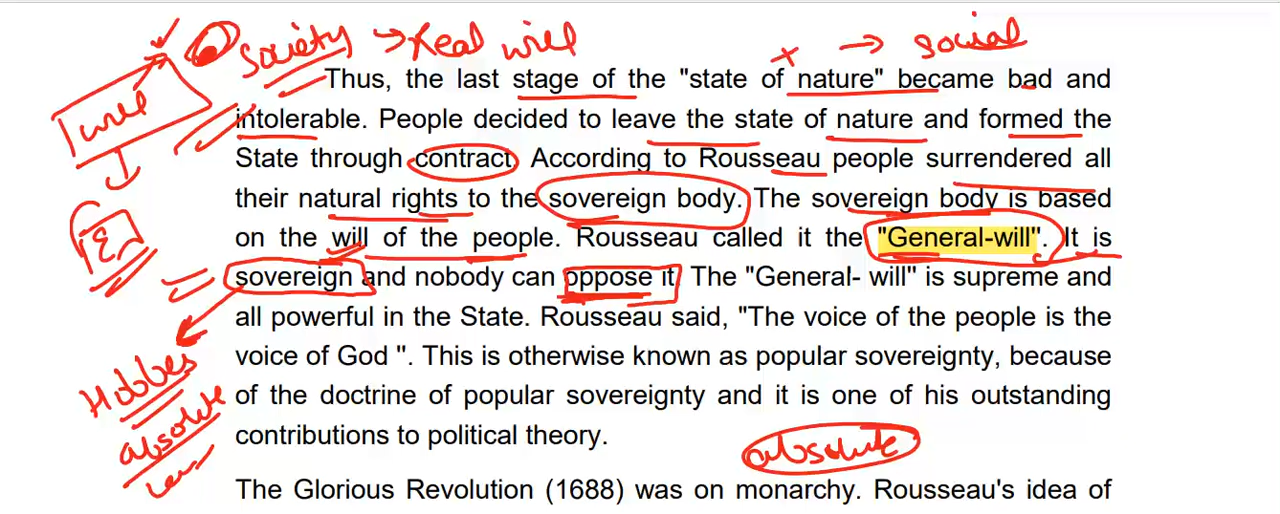 Society → Real will → social
Thus, the last stage of the "state of nature" became bad and
will
intolerable. People decided to leave the state of nature and formed the
State through contract. According to Rousseau people surrendered all
their natural rights to the sovereign body. The sovereign body is based
on the will of the people. Rousseau called it the "General-will". It is
sovereign and nobody can oppose it. The "General- will" is supreme and
all powerful in the State. Rousseau said, "The voice of the people is the
voice of God ". This is otherwise known as popular sovereignty, because
Hobbes
of the doctrine of popular sovereignty and it is one of his outstanding
absolute
contributions to political theory.
absolute
The Glorious Revolution (1688) was on monarchy. Rousseau's idea of